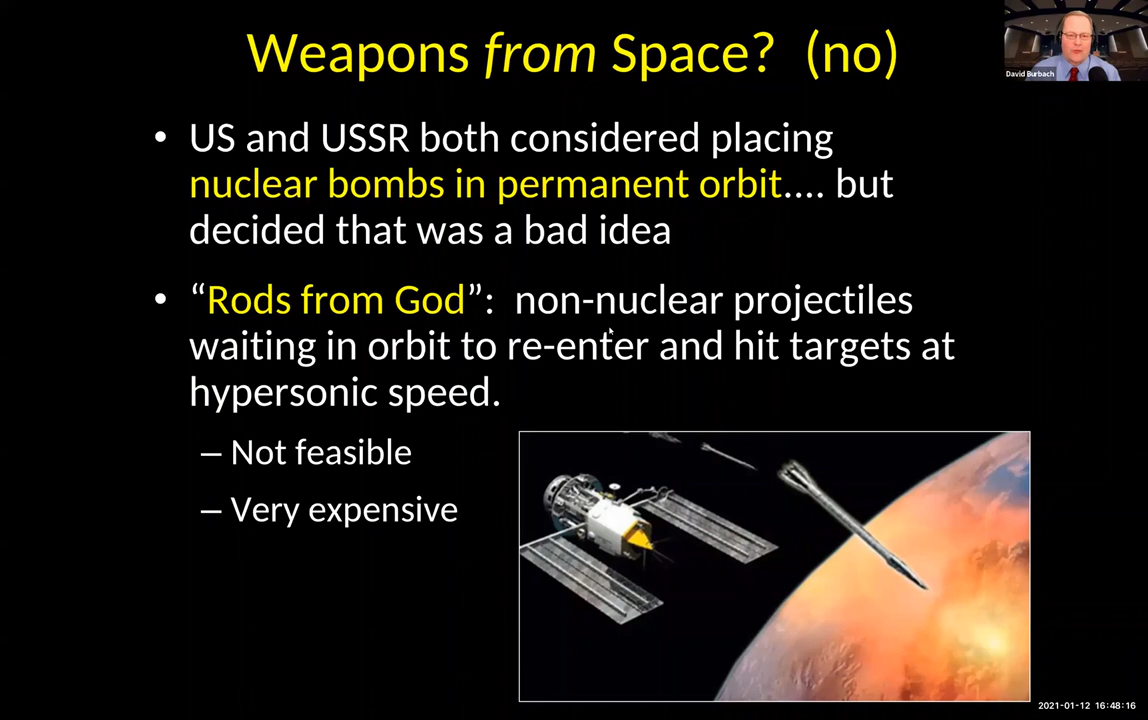 Weapons from Space? (no)
David Burbach
• US and USSR both considered placing
nuclear bombs in permanent orbit.... but
decided that was a bad idea
• “Rods from God”: non-nuclear projectiles
waiting in orbit to re-enter and hit targets at
hypersonic speed.
– Not feasible
– Very expensive
2021-01-12 16:48:16